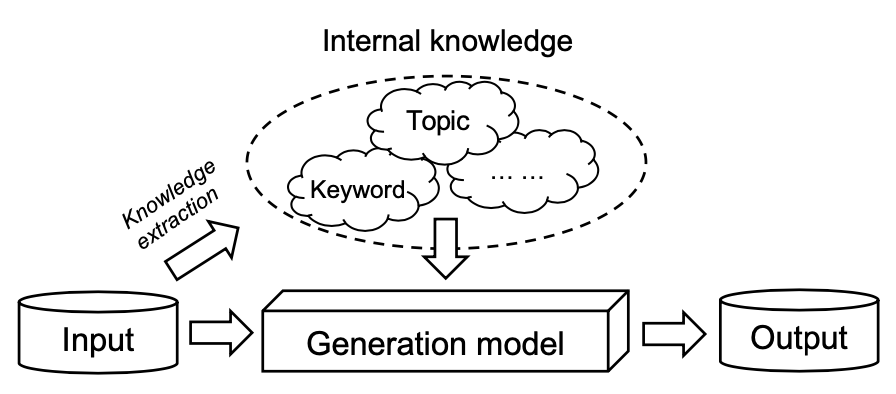 Internal knowledge
Topic
Keyword
... ...
Knowledge
extraction
Input
Generation model
Output